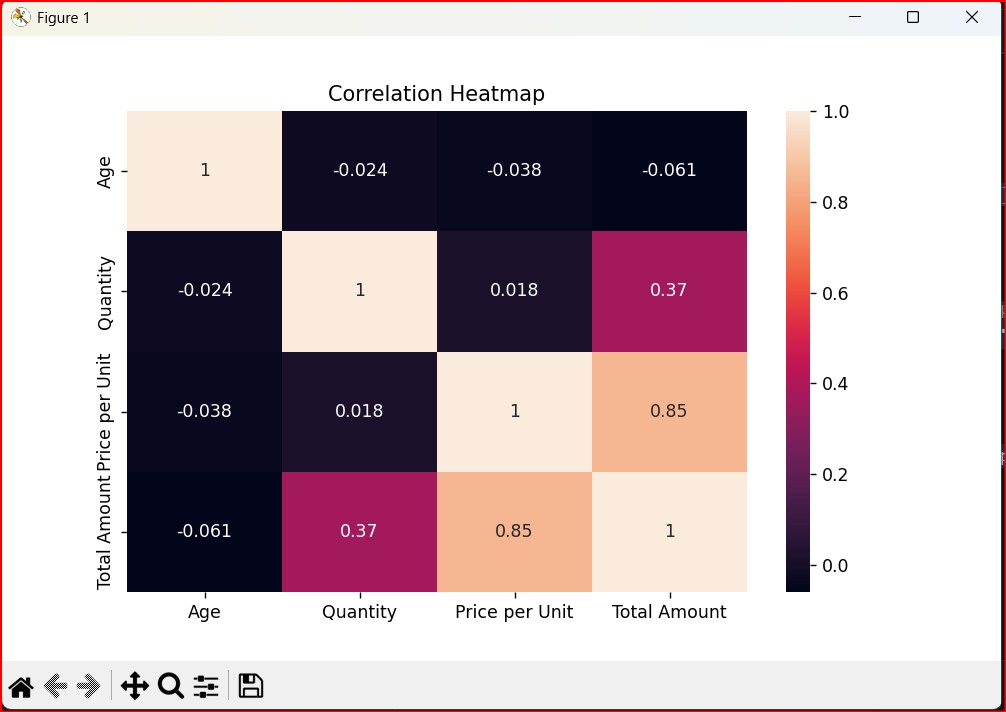 Figure 1
Correlation Heatmap
Age
1
-0.024
-0.038
-0.061
Quantity
-0.024
1
0.018
0.37
Price per Unit
-0.038
0.018
1
0.85
Total Amount
-0.061
0.37
0.85
1
Age
Quantity
Price per Unit
Total Amount
1.0
0.8
0.6
0.4
0.2
0.0